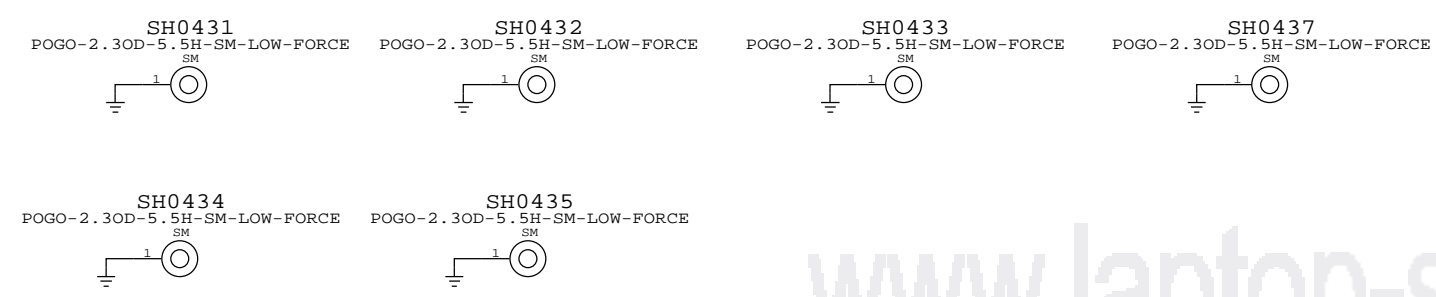 SH0431 SH0432 SH0433 SH0437
POGO-2.3OD-5.5H-SM-LOW-FORCE POGO-2.3OD-5.5H-SM-LOW-FORCE POGO-2.3OD-5.5H-SM-LOW-FORCE POGO-2.3OD-5.5H-SM-LOW-FORCE
SM SM SM SM
1 1 1 1
SH0434 SH0435
POGO-2.3OD-5.5H-SM-LOW-FORCE POGO-2.3OD-5.5H-SM-LOW-FORCE
SM SM
1 1
www.laptop-s